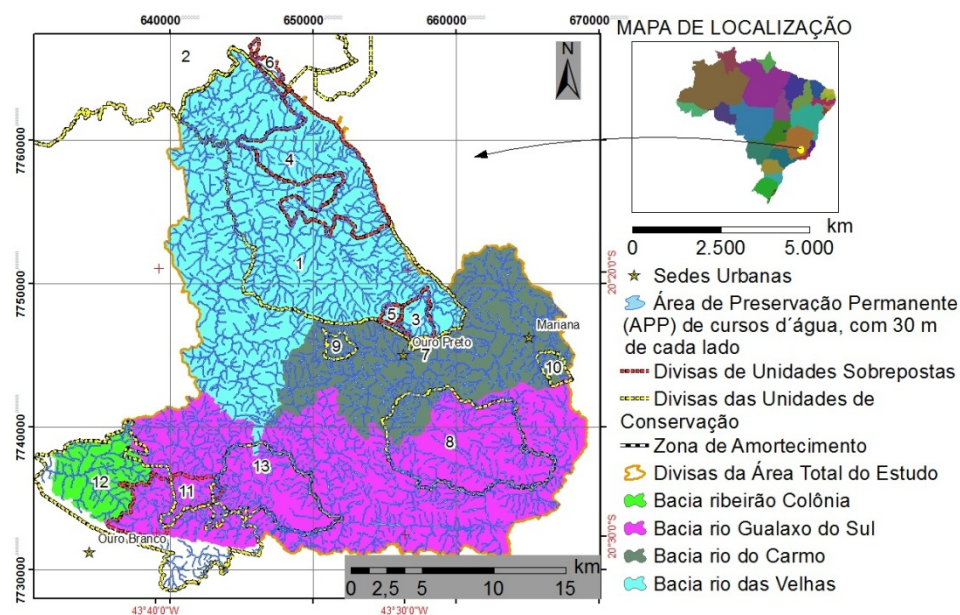 640000 650000 660000 670000
MAPA DE LOCALIZAÇÃO
2
6
N
7760000
4
1
km
2.500 5.000
20°20'0"S
7750000
Sedes Urbanas
Área de Preservação Permanente
(APP) de cursos d´água, com 30 m
de cada lado
5 3
Mariana
Ouro Preto
9 7
10
Divisas de Unidades Sobrepostas
Divisas das Unidades de
Conservação
7740000
8
Zona de Amortecimento
13
Divisas da Área Total do Estudo
12
11
Bacia ribeirão Colônia
Bacia rio Gualaxo do Sul
Ouro Branco
20°30'0"S
Bacia rio do Carmo
7730000
km
0 2,5 5 10 15
Bacia rio das Velhas
43°40'0"W 43°30'0"W